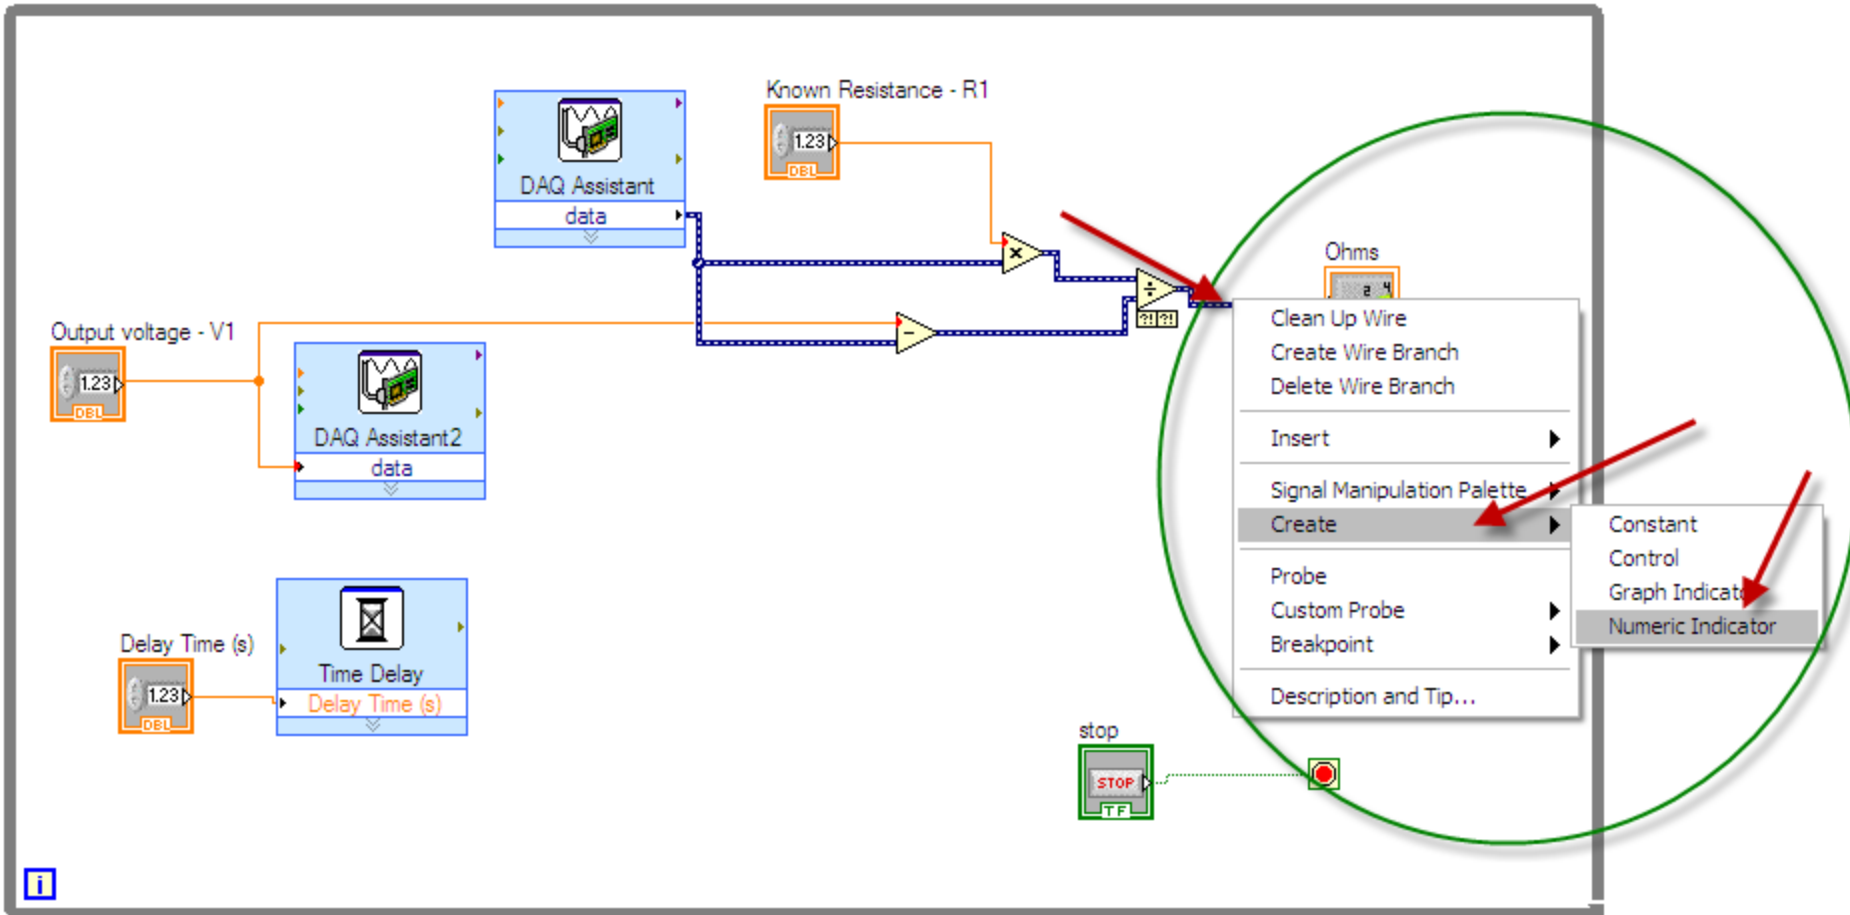 Known Resistance - R1
1.23
DBL
DAQ Assistant
data
Ohms
Output voltage - V1
1.23
DBL
DAQ Assistant2
data
Clean Up Wire
Create Wire Branch
Delete Wire Branch
Insert
Signal Manipulation Palette
Create
Probe
Custom Probe
Breakpoint
Description and Tip...
Constant
Control
Graph Indicato
Numeric Indicator
Delay Time (s)
1.23
DBL
Time Delay
Delay Time (s)
stop
STOP
TF
i